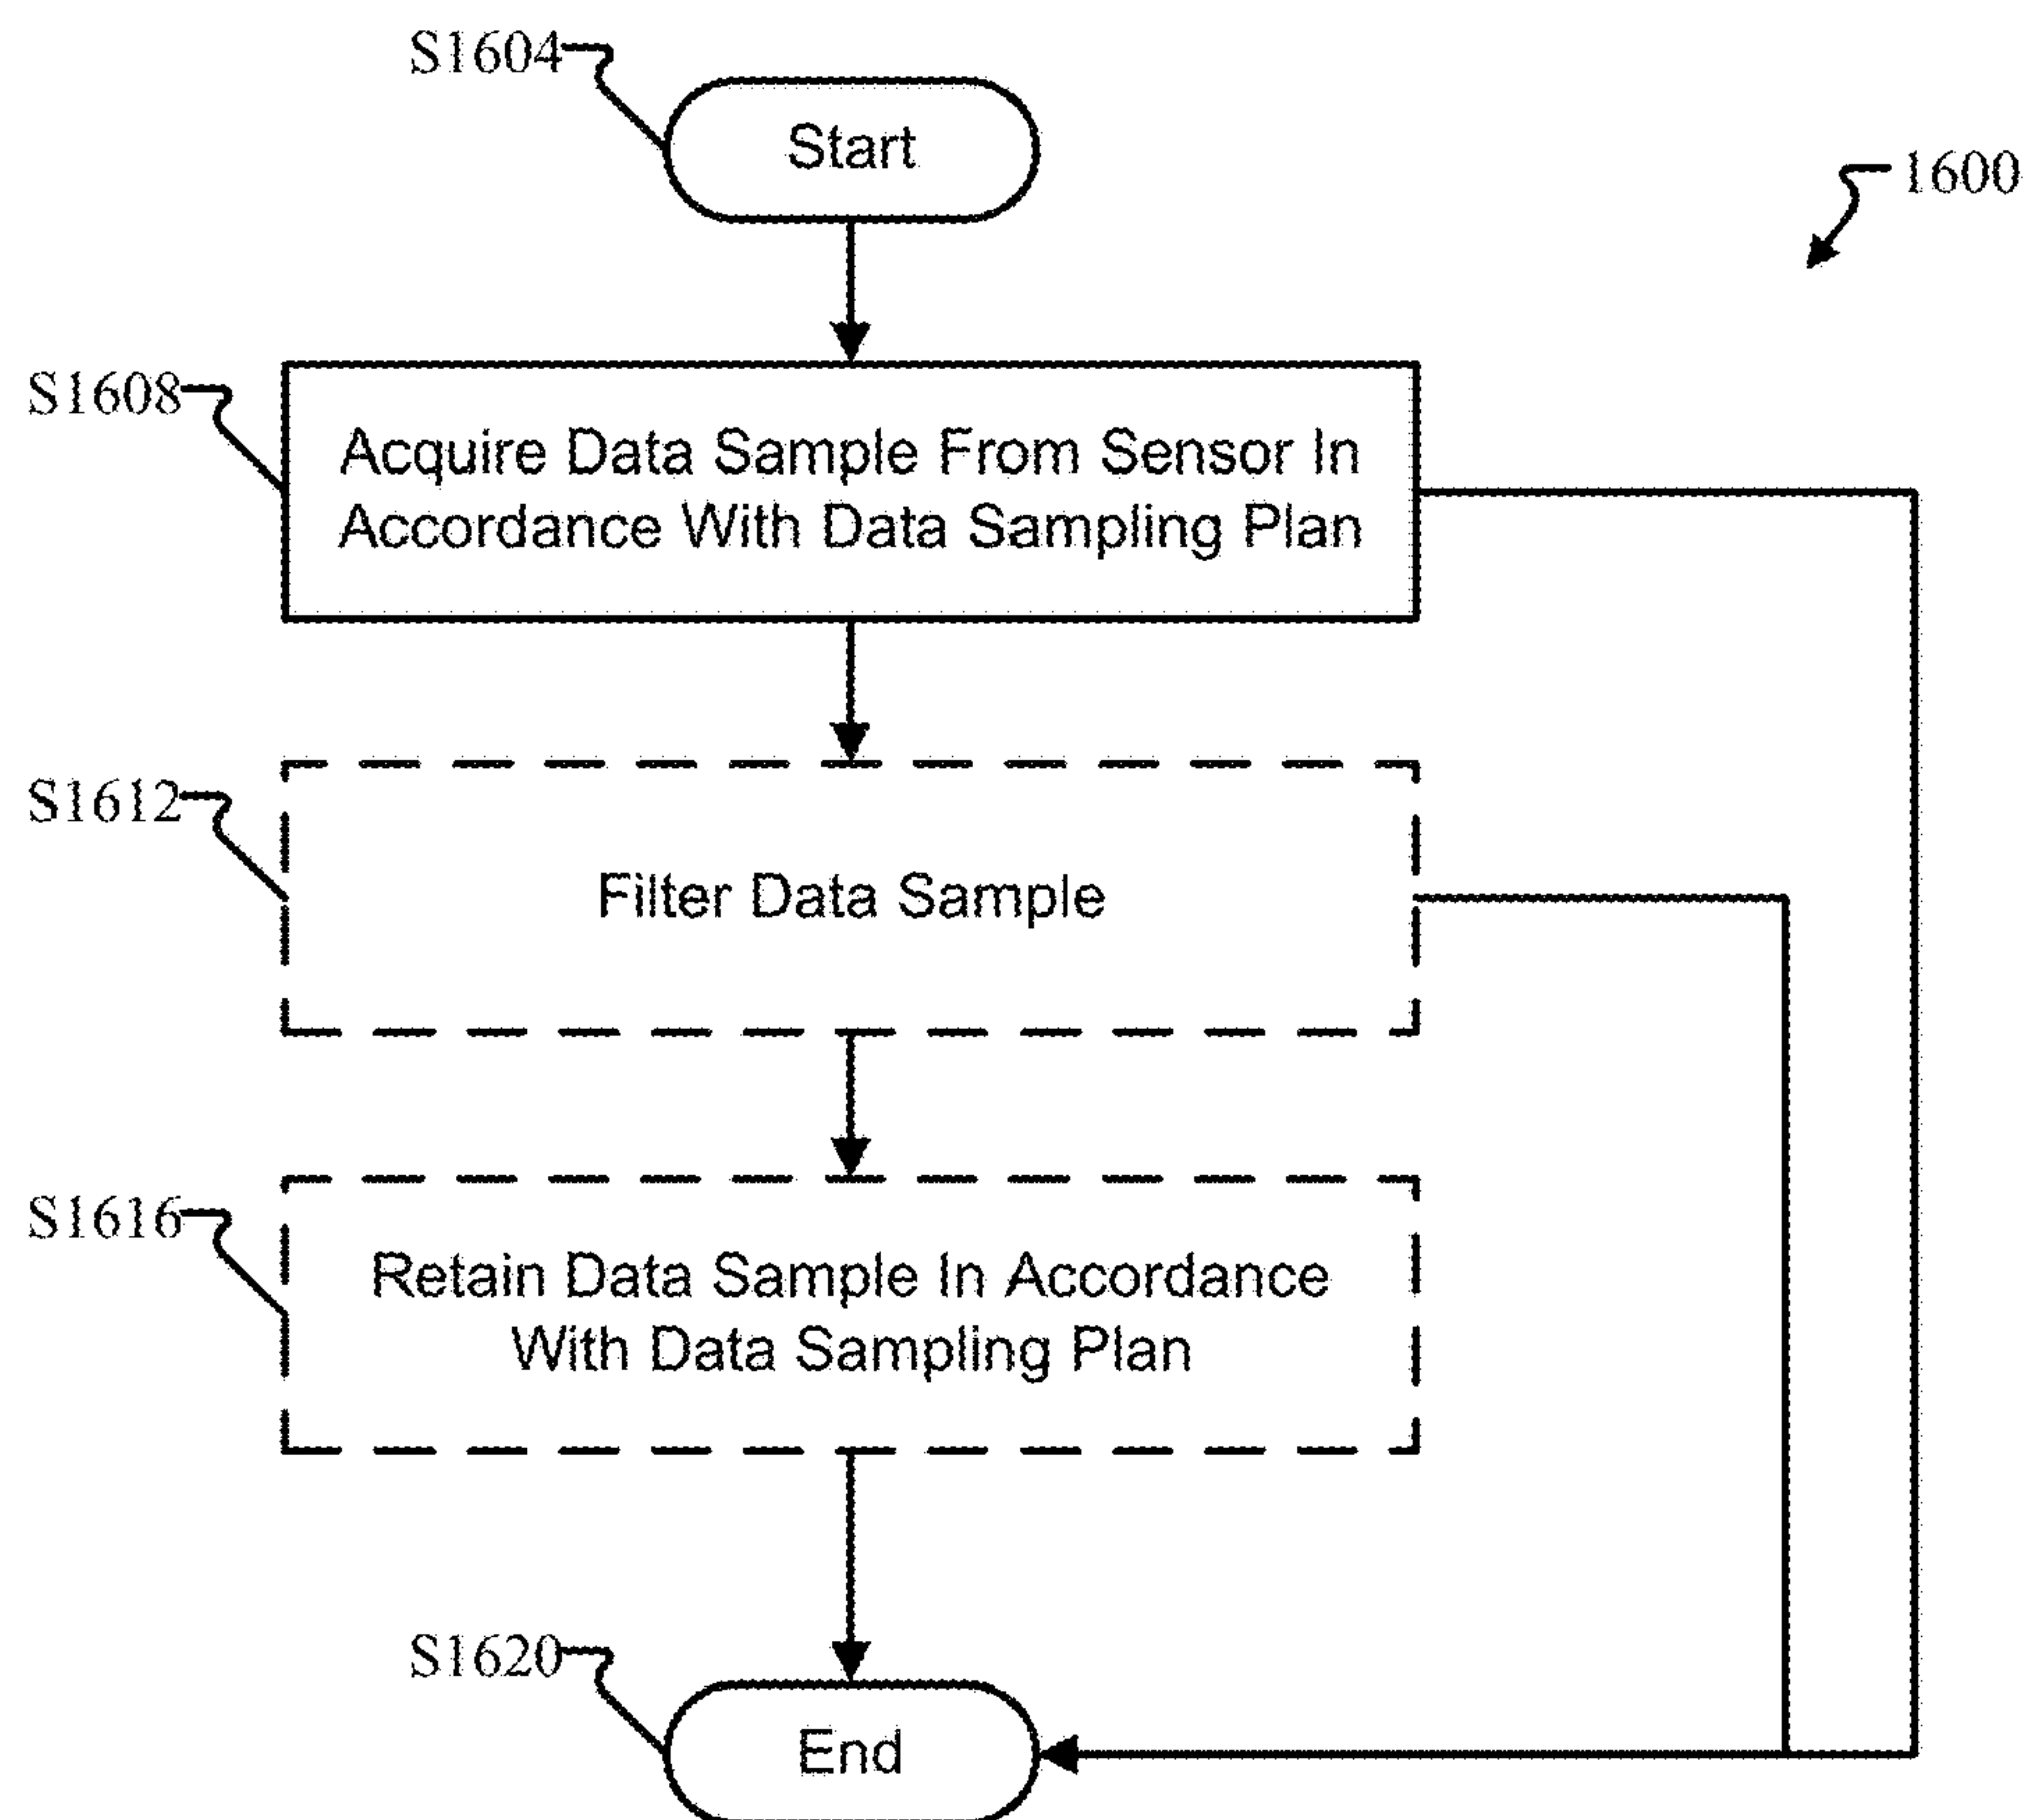 S1604
Start
1600
S1608
Acquire Data Sample From Sensor In
Accordance With Data Sampling Plan
S1612
Filter Data Sample
S1616
Retain Data Sample In Accordance
With Data Sampling Plan
S1620
End